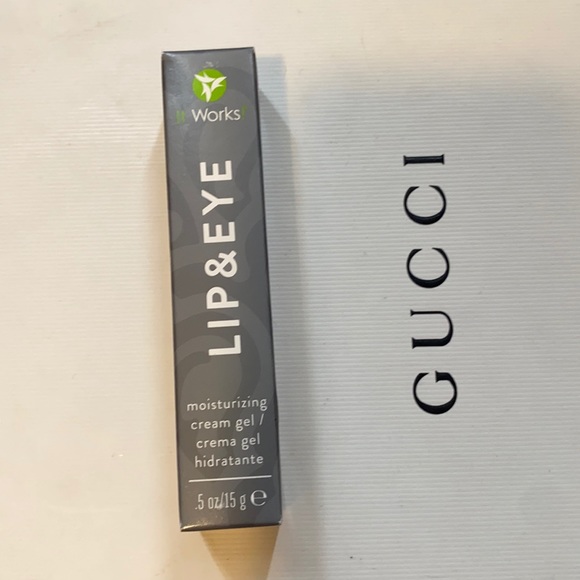 It Works!
LIP&EYE
moisturizing
cream gel /
crema gel
hidratante
.5 oz/15 g ℮
GUCCI